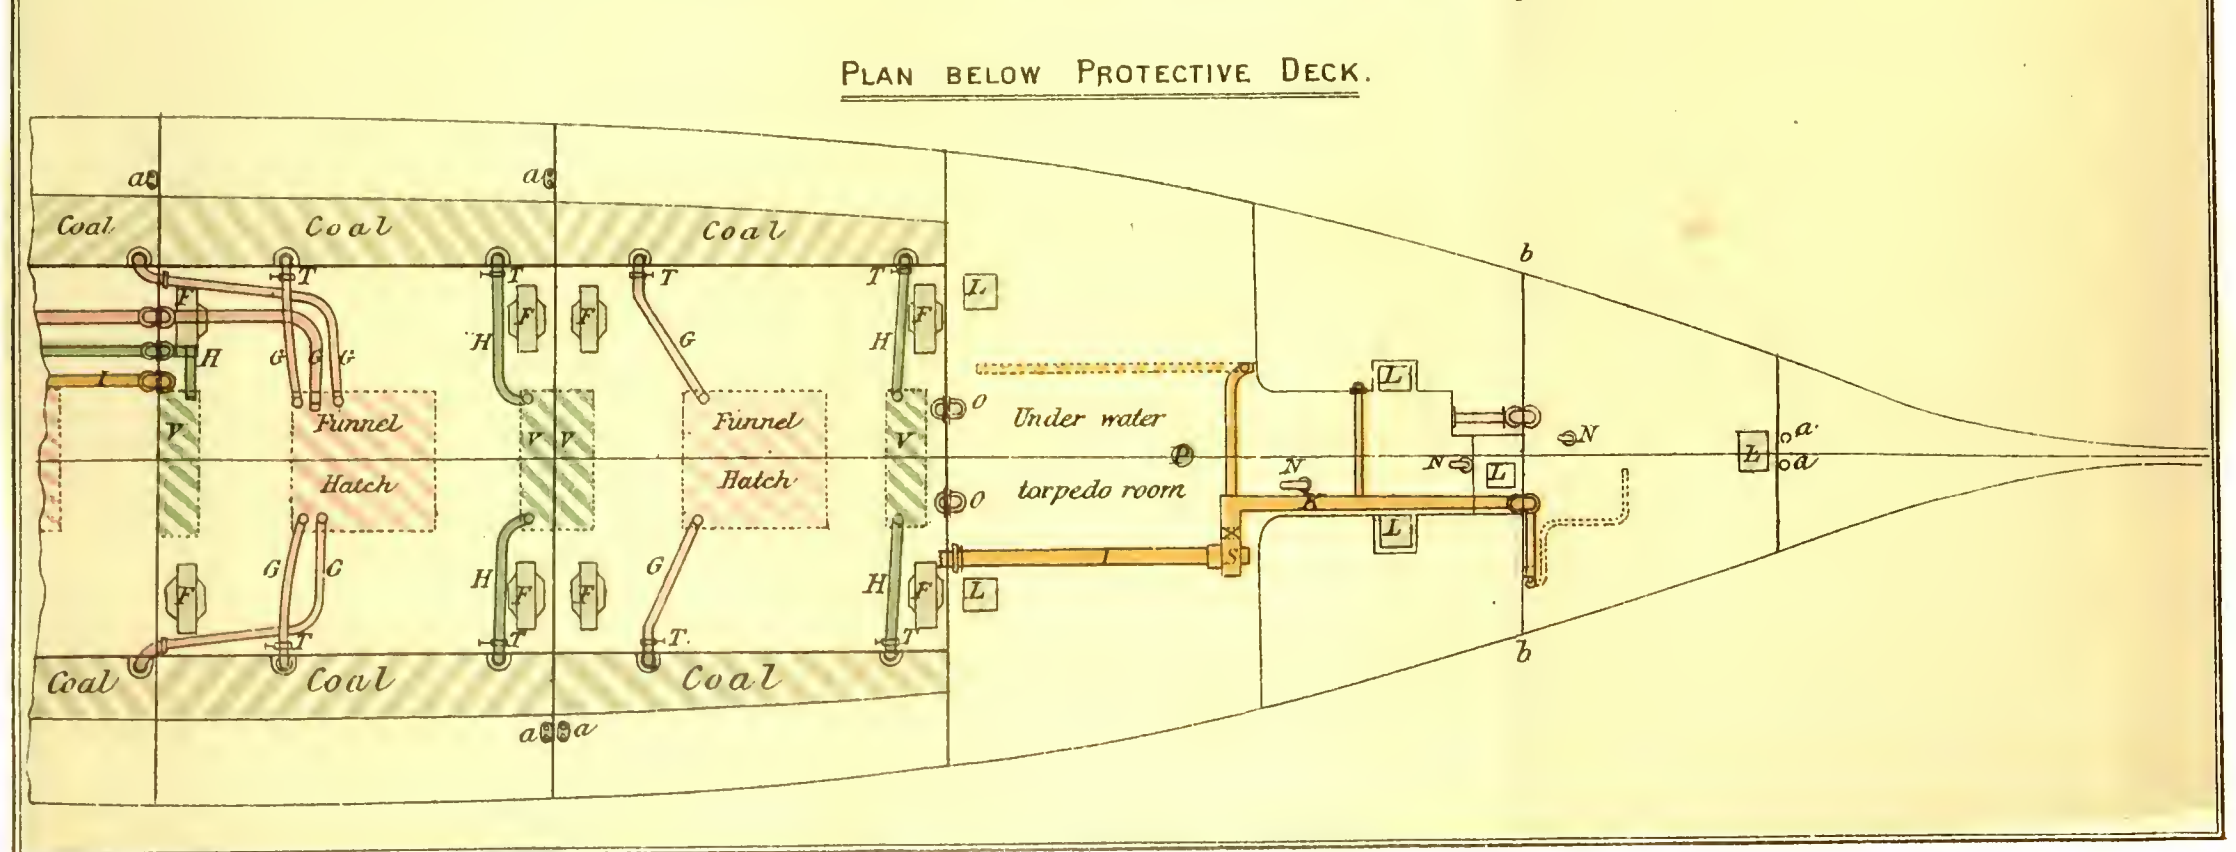 PLAN BELOW PROTECTIVE DECK.
a a
Coal Coal Coal
b
T T T T
L
F F F F
G G G G
H H H
I
L
V Funnel V V Funnel V
Hatch Hatch
O
Under water
P
torpedo room
O
N N N
L L
a.
a
K
L
I S
G G H G H
F F F F F L
T T T. T
Coal Coal Coal
b
a a